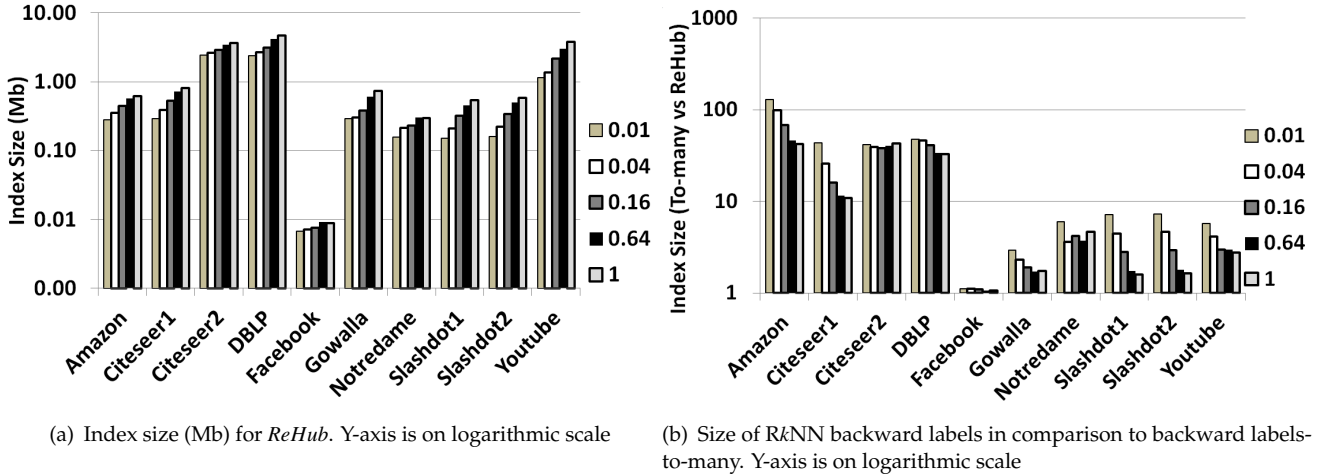 10.00
1.00
0.10
0.01
0.00
Index Size (Mb)
Amazon
Citeseer1
Citeseer2
DBLP
Facebook
Gowalla
Notredame
Slashdot1
Slashdot2
Youtube
0.01
0.04
0.16
0.64
1
(a) Index size (Mb) for ReHub. Y-axis is on logarithmic scale
1000
100
10
1
Index Size (To-many vs ReHub)
Amazon
Citeseer1
Citeseer2
DBLP
Facebook
Gowalla
Notredame
Slashdot1
Slashdot2
Youtube
0.01
0.04
0.16
0.64
1
(b) Size of RkNN backward labels in comparison to backward labels-
to-many. Y-axis is on logarithmic scale